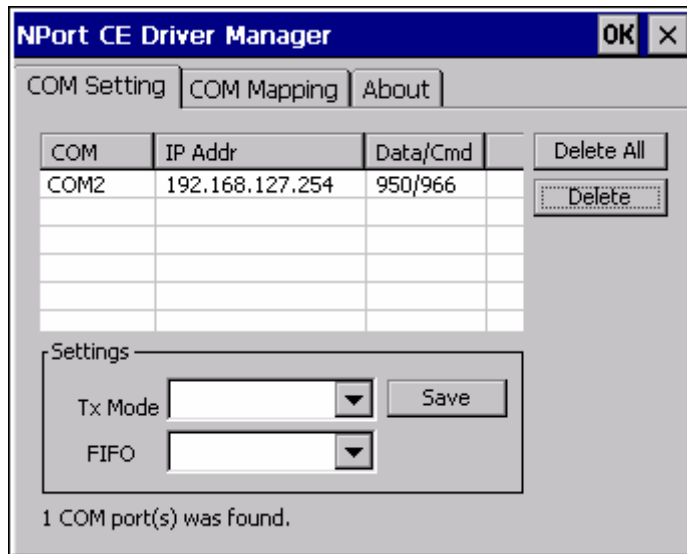 NPort CE Driver Manager OK ×
COM Setting COM Mapping About
COM IP Addr Data/Cmd Delete All
COM2 192.168.127.254 950/966 Delete
Settings
Tx Mode Save
FIFO
1 COM port(s) was found.